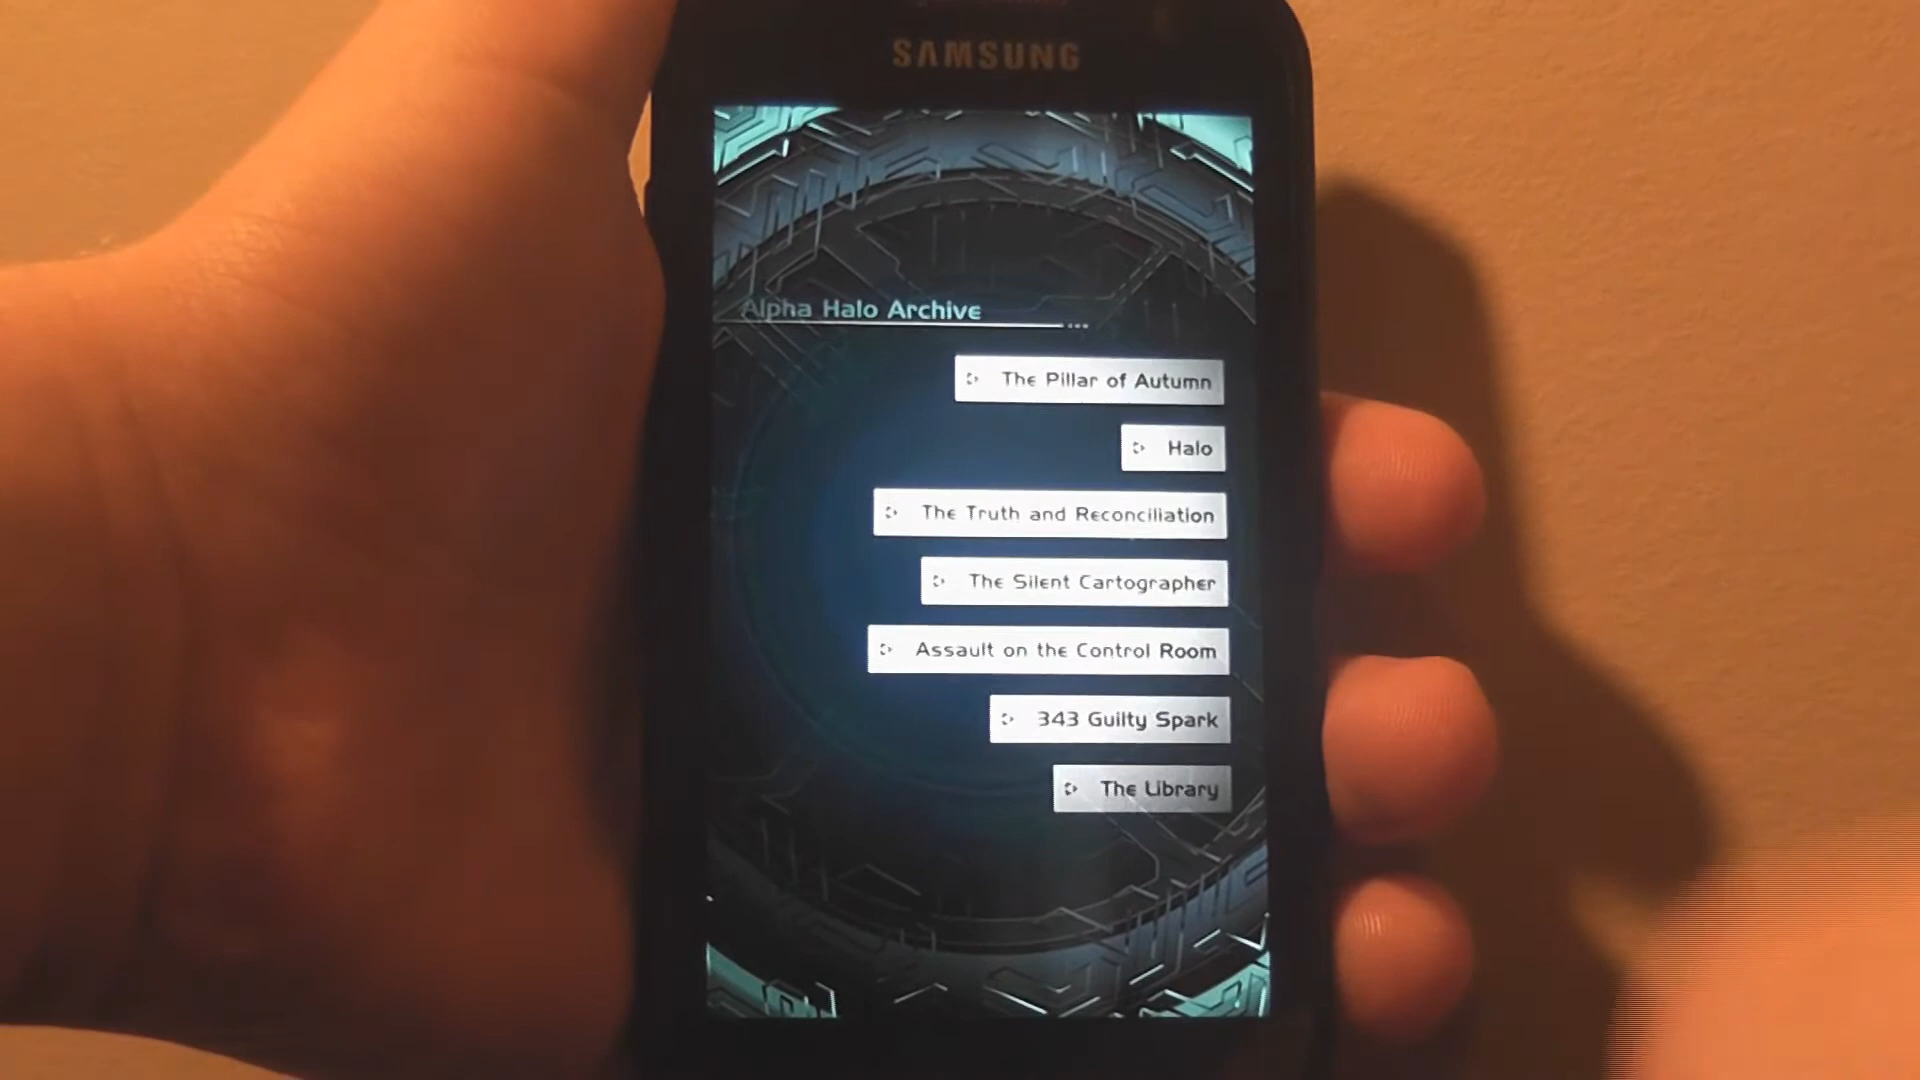 SAMSUNG
Alpha Halo Archive
The Pillar of Autumn
Halo
The Truth and Reconciliation
The Silent Cartographer
Assault on the Control Room
343 Guilty Spark
The Library